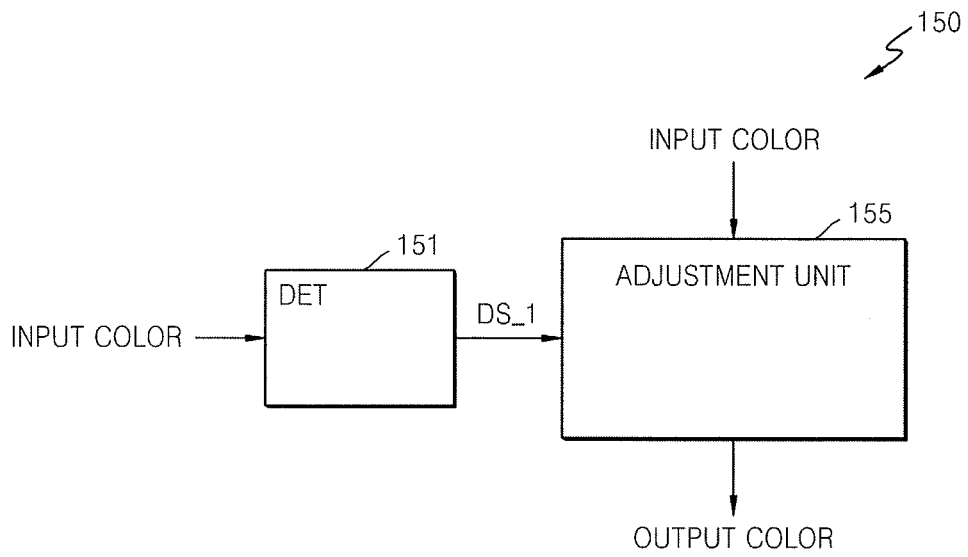 150
INPUT COLOR
155
151
ADJUSTMENT UNIT
DET
DS_1
INPUT COLOR
OUTPUT COLOR